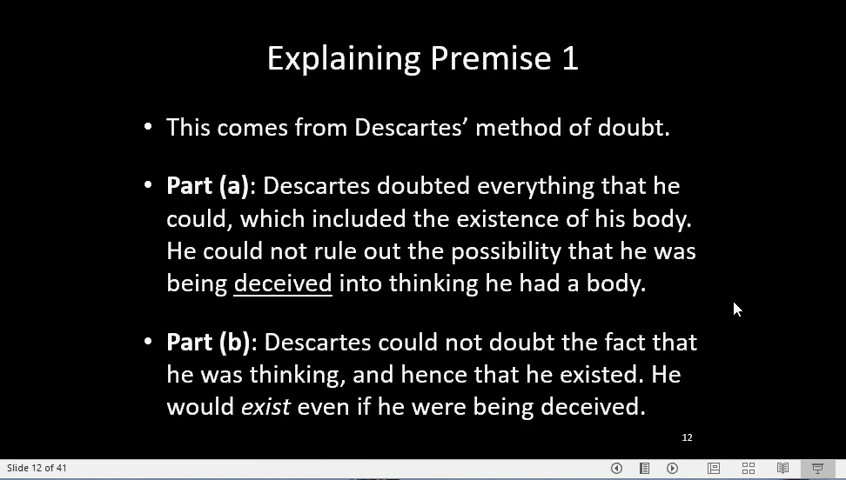 Explaining Premise 1
• This comes from Descartes’ method of doubt.
• Part (a): Descartes doubted everything that he
could, which included the existence of his body.
He could not rule out the possibility that he was
being deceived into thinking he had a body.
• Part (b): Descartes could not doubt the fact that
he was thinking, and hence that he existed. He
would exist even if he were being deceived.
12
Slide 12 of 41